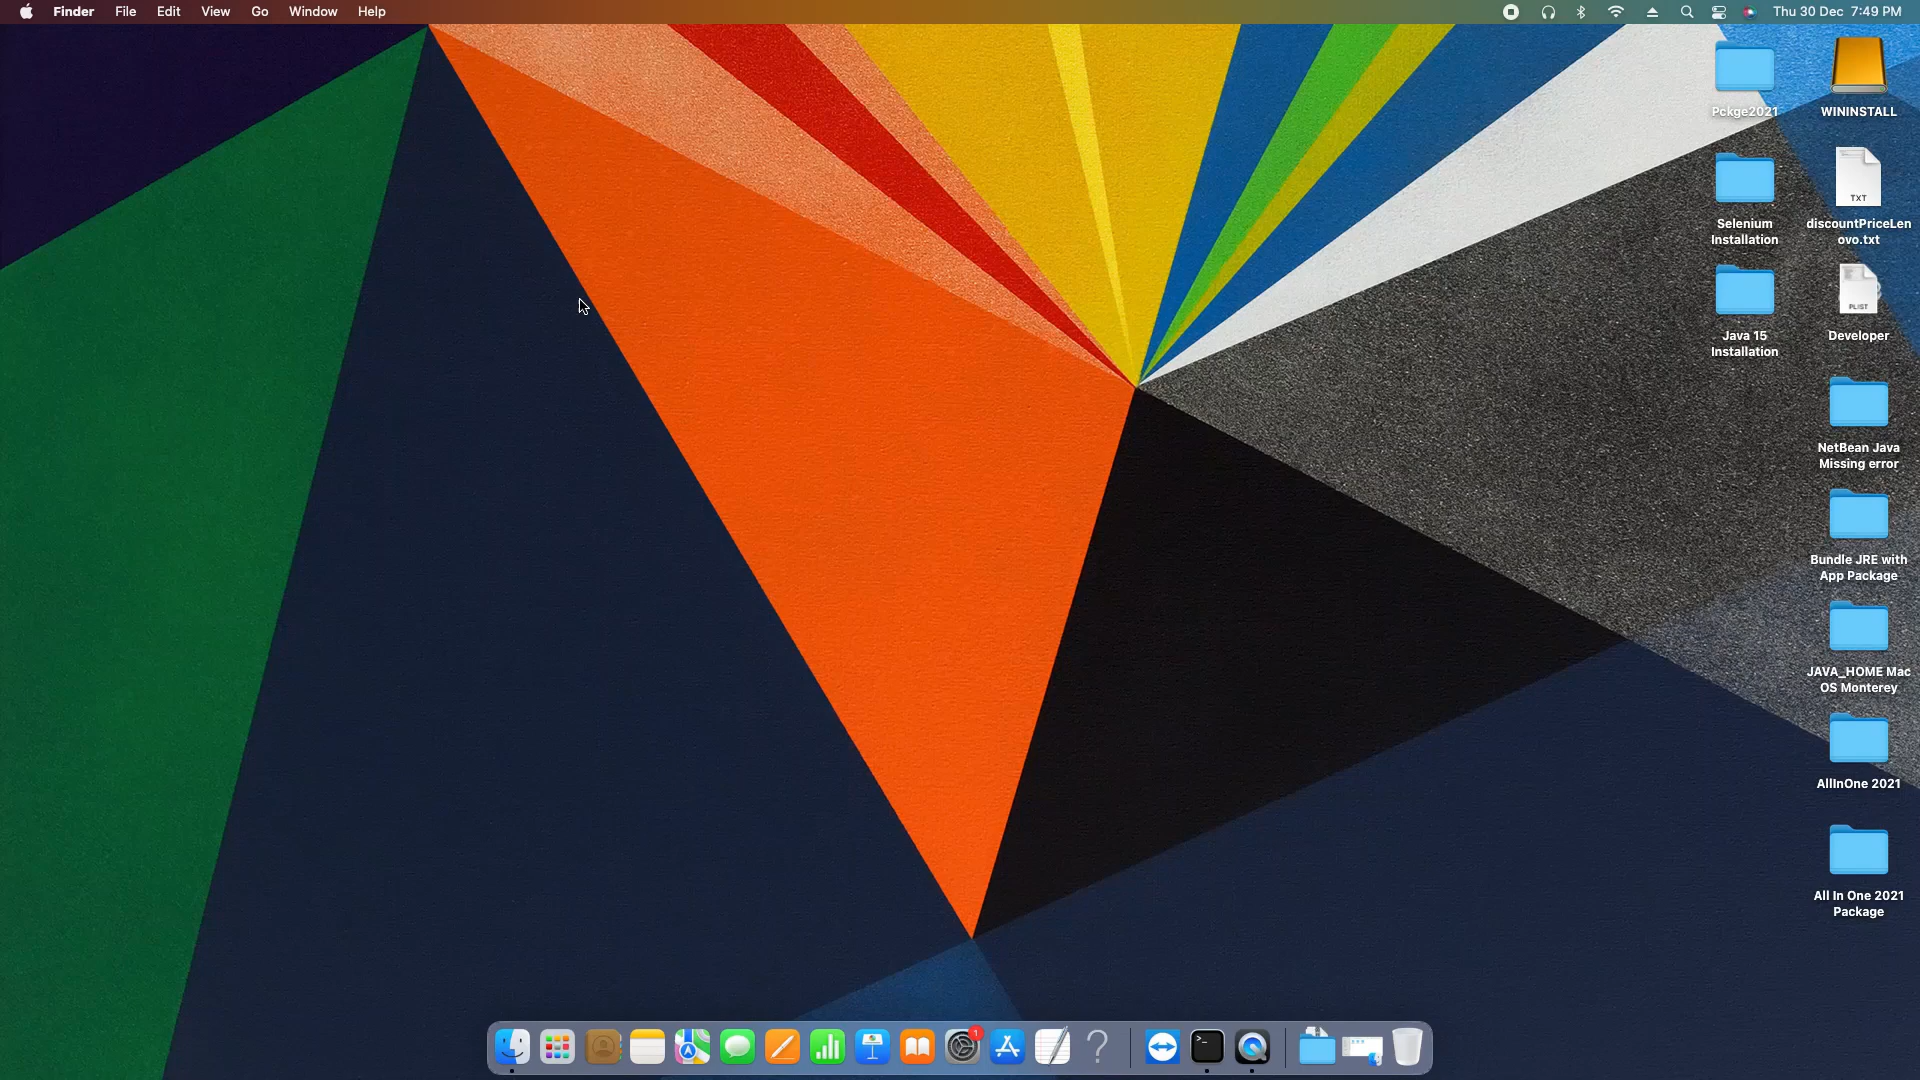 Finder File Edit View Go Window Help
Thu 30 Dec 7:49 PM
Pckge2021
WININSTALL
TXT
Selenium
Installation
discountPriceLen
ovo.txt
PLIST
Java 15
Installation
Developer
NetBean Java
Missing error
Bundle JRE with
App Package
JAVA_HOME Mac
OS Monterey
AllInOne 2021
All In One 2021
Package
1